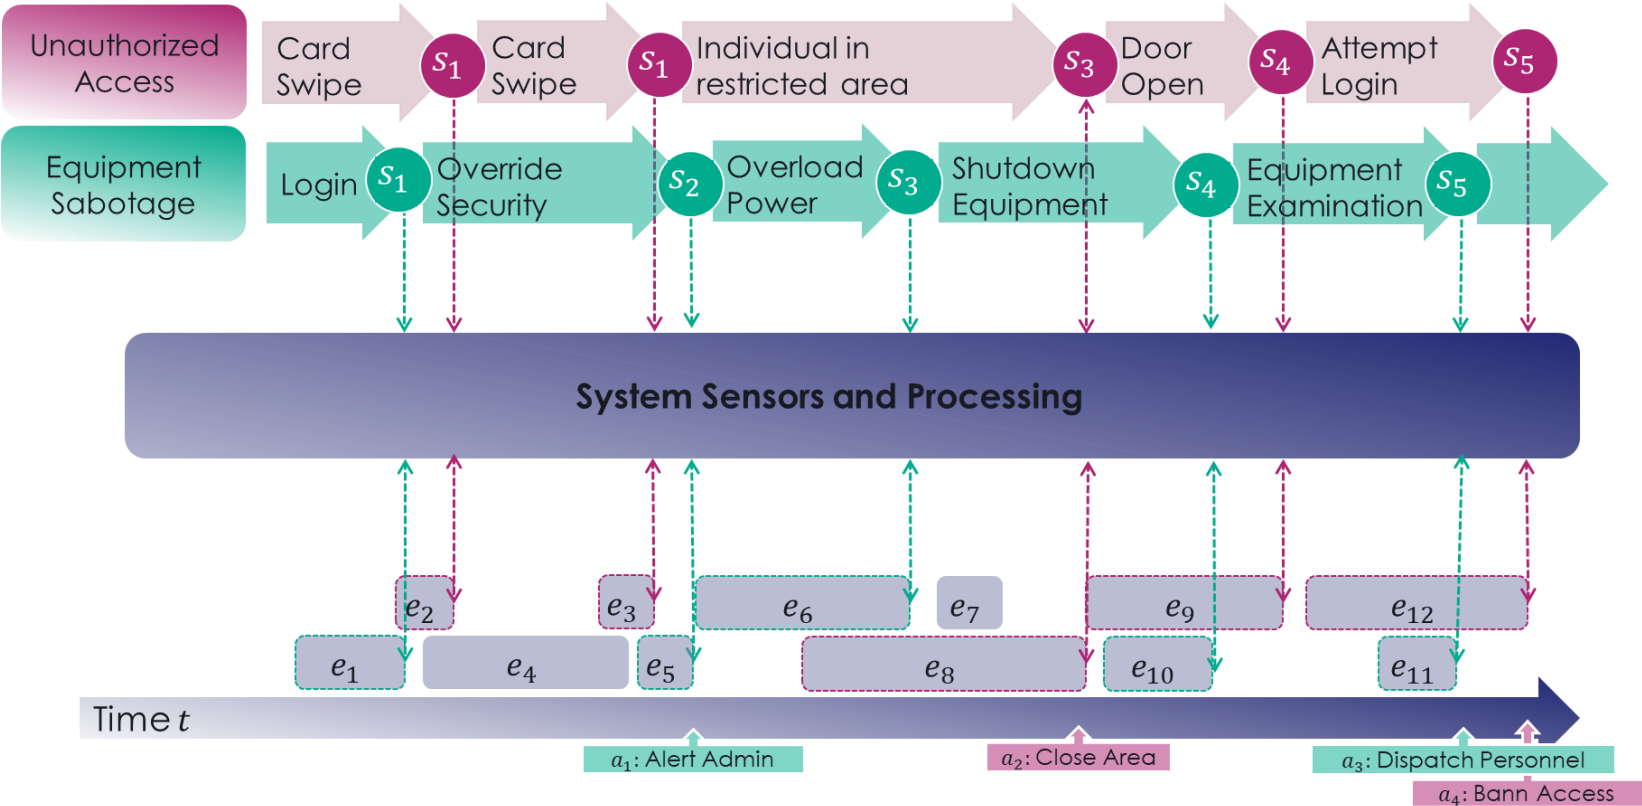 Unauthorized
Access
Card
Swipe
s1
Card
Swipe
s1
Individual in
restricted area
s3
Door
Open
s4
Attempt
Login
s5
Equipment
Sabotage
Login
s1
Override
Security
s2
Overload
Power
s3
Shutdown
Equipment
s4
Equipment
Examination
s5
System Sensors and Processing
e2
e3
e6
e7
e9
e12
e1
e4
e5
e8
e10
e11
Time t
a1: Alert Admin
a2: Close Area
a3: Dispatch Personnel
a4: Bann Access